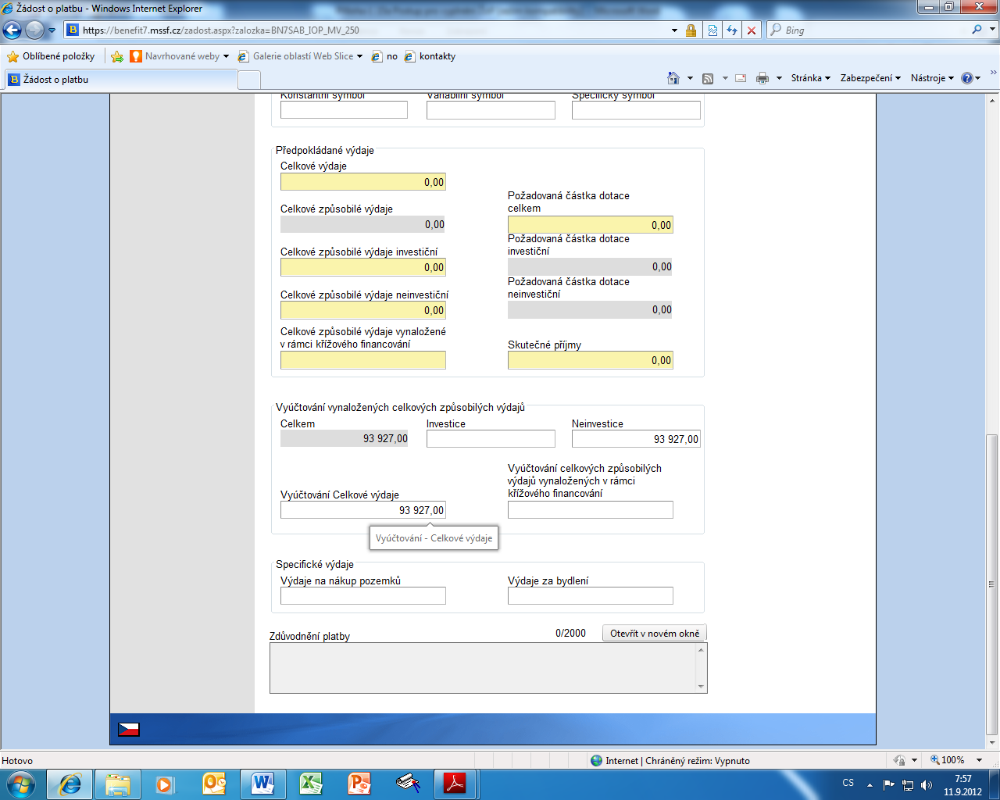 Žádost o platbu - Windows Internet Explorer
https://benefit7.mssf.cz/zadost.aspx?zalozka=BN7SAB_IOP_MV_250
Bing
Oblíbené položky
Navrhované weby
Galerie oblastí Web Slice
no
kontakty
Žádost o platbu
Stránka
Zabezpečení
Nástroje
Konstantní symbol
Variabilní symbol
Specifický symbol
Předpokládané výdaje
Celkové výdaje
0,00
Požadovaná částka dotace
celkem
Celkové způsobilé výdaje
0,00
0,00
Požadovaná částka dotace
investiční
Celkové způsobilé výdaje investiční
0,00
0,00
Požadovaná částka dotace
neinvestiční
Celkové způsobilé výdaje neinvestiční
0,00
0,00
Celkové způsobilé výdaje vynaložené
v rámci křížového financování
Skutečné příjmy
0,00
Vyúčtování vynaložených celkových způsobilých výdajů
Celkem
Investice
Neinvestice
93 927,00
93 927,00
Vyúčtování celkových způsobilých
výdajů vynaložených v rámci
křížového financování
Vyúčtování Celkové výdaje
93 927,00
Vyúčtování - Celkové výdaje
Specifické výdaje
Výdaje na nákup pozemků
Výdaje za bydlení
Zdůvodnění platby
0/2000
Otevřít v novém okně
Hotovo
Internet | Chráněný režim: Vypnuto
100%
CS
7:57
11.9.2012